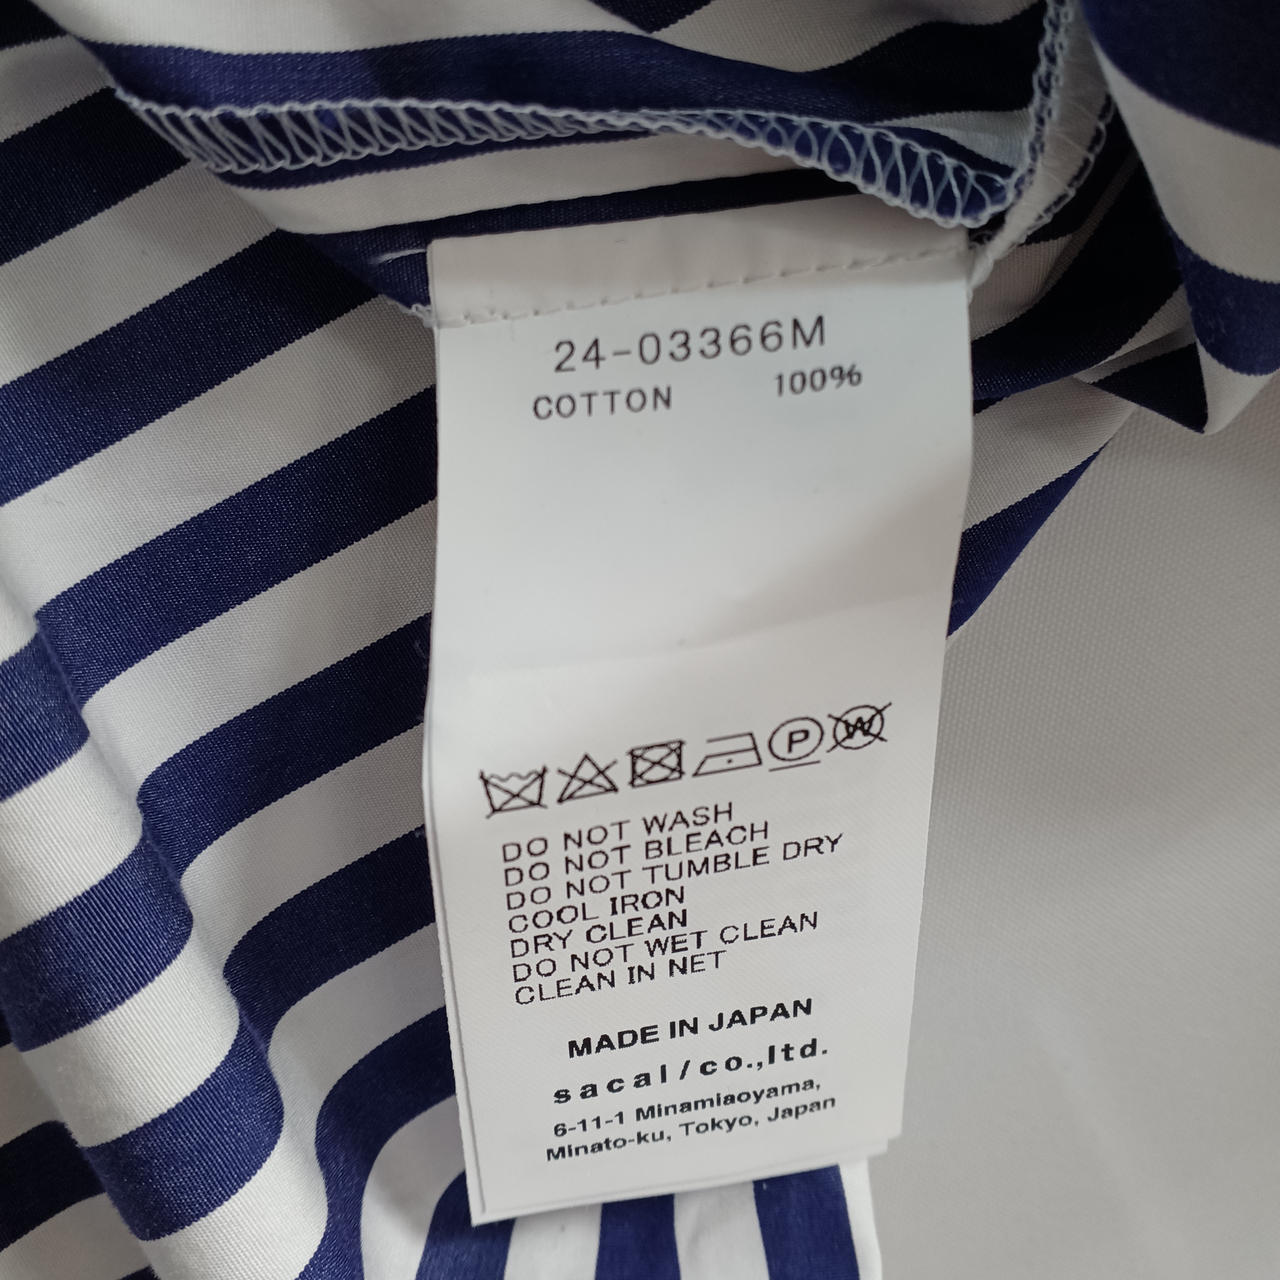 24-03366M
COTTON 100%
P W
DO NOT WASH
DO NOT BLEACH
DO NOT TUMBLE DRY
COOL IRON
DRY CLEAN
DO NOT WET CLEAN
CLEAN IN NET
MADE IN JAPAN
sacai/co.,ltd.
6-11-1 Minamiaoyama,
Minato-ku, Tokyo, Japan